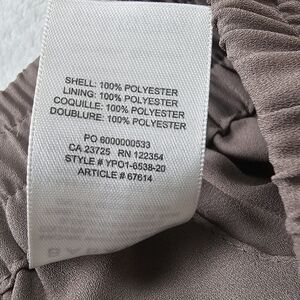 SHELL: 100% POLYESTER
LINING: 100% POLYESTER
COQUILLE: 100% POLYESTER
DOUBLURE: 100% POLYESTER
PO 6000000533
CA 23725 RN 122354
STYLE # YPO1-6538-20
ARTICLE # 67614